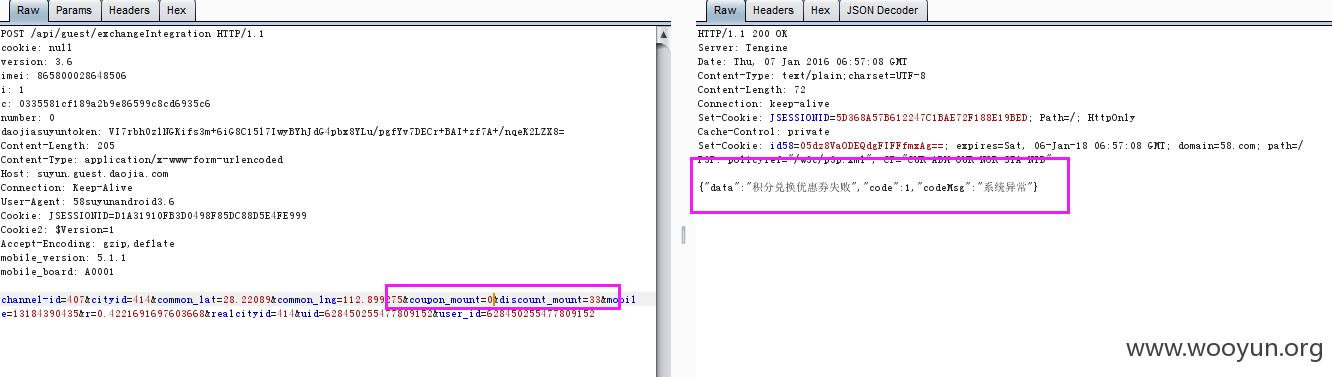 Raw Params Headers Hex
POST /api/guest/exchangeIntegration HTTP/1.1
cookie: null
version: 3.6
imei: 865800028648506
i: 1
c: 0335581cf189a2b9e86599c8cd6935c6
number: 0
daojiasuyuntoken: VI7rbh0zlNGKifs3m+6iG8C15l7IwyBYhJdG4pbx8YLu/pgfYv7DECr+BAI+zf7A+/nqeK2LZX8=
Content-Length: 205
Content-Type: application/x-www-form-urlencoded
Host: suyun.guest.daojia.com
Connection: Keep-Alive
User-Agent: 58suyunandroid3.6
Cookie: JSESSIONID=D1A31910FB3D0498F85DC88D5E4FE999
Cookie2: $Version=1
Accept-Encoding: gzip,deflate
mobile_version: 5.1.1
mobile_board: A0001
channel-id=407&cityid=414&common_lat=28.22089&common_lng=112.899275&coupon_mount=0&discount_mount=33&mobil
e=13184390435&r=0.4221691697603668&realcityid=414&uid=628450255477809152&user_id=628450255477809152
Raw Headers Hex JSON Decoder
HTTP/1.1 200 OK
Server: Tengine
Date: Thu, 07 Jan 2016 06:57:08 GMT
Content-Type: text/plain;charset=UTF-8
Content-Length: 72
Connection: keep-alive
Set-Cookie: JSESSIONID=5D368A57B612247C1BAE72F188E19BED; Path=/; HttpOnly
Cache-Control: private
Set-Cookie: id58=05dz8VaODEQdgFIFFfmxAg==; expires=Sat, 06-Jan-18 06:57:08 GMT; domain=58.com; path=/
P3P: policyref="/w3c/p3p.xml", CP="CUR ADM OUR NOR STA NID"
{"data":"积分兑换优惠券失败","code":1,"codeMsg":"系统异常"}
www.wooyun.org